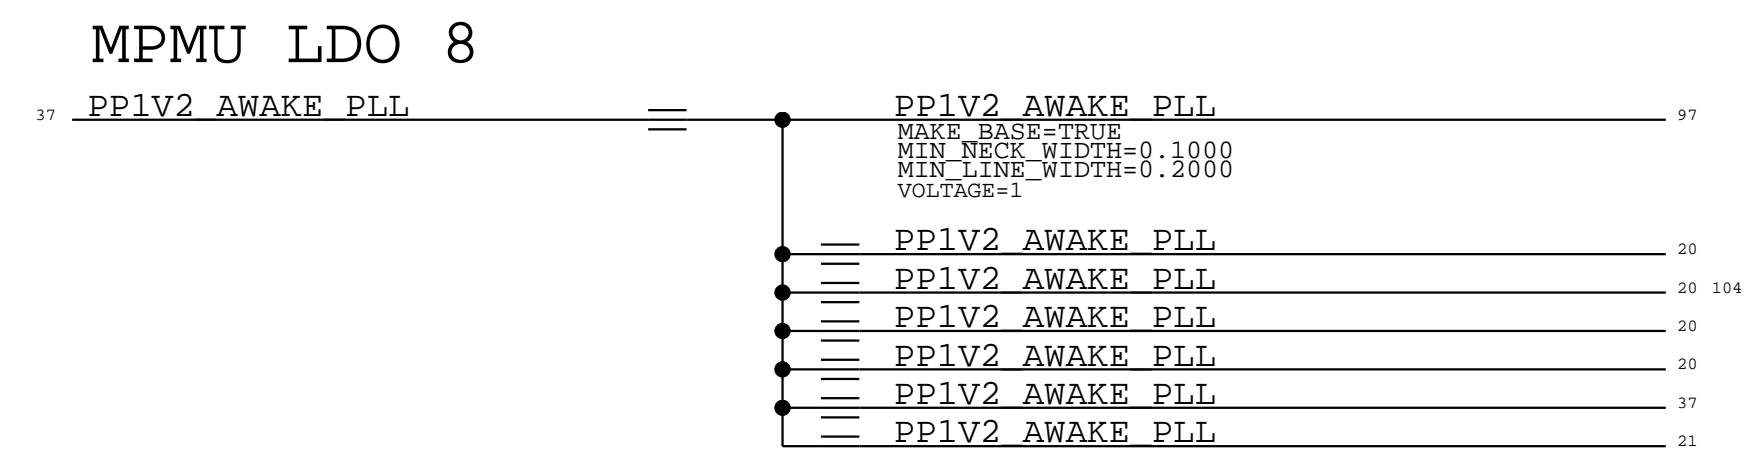 MPMU LDO 8
37 PP1V2_AWAKE_PLL PP1V2_AWAKE_PLL 97
MAKE_BASE=TRUE
MIN_NECK_WIDTH=0.1000
MIN_LINE_WIDTH=0.2000
VOLTAGE=1
PP1V2_AWAKE_PLL 20
PP1V2_AWAKE_PLL 20 104
PP1V2_AWAKE_PLL 20
PP1V2_AWAKE_PLL 20
PP1V2_AWAKE_PLL 37
PP1V2_AWAKE_PLL 21